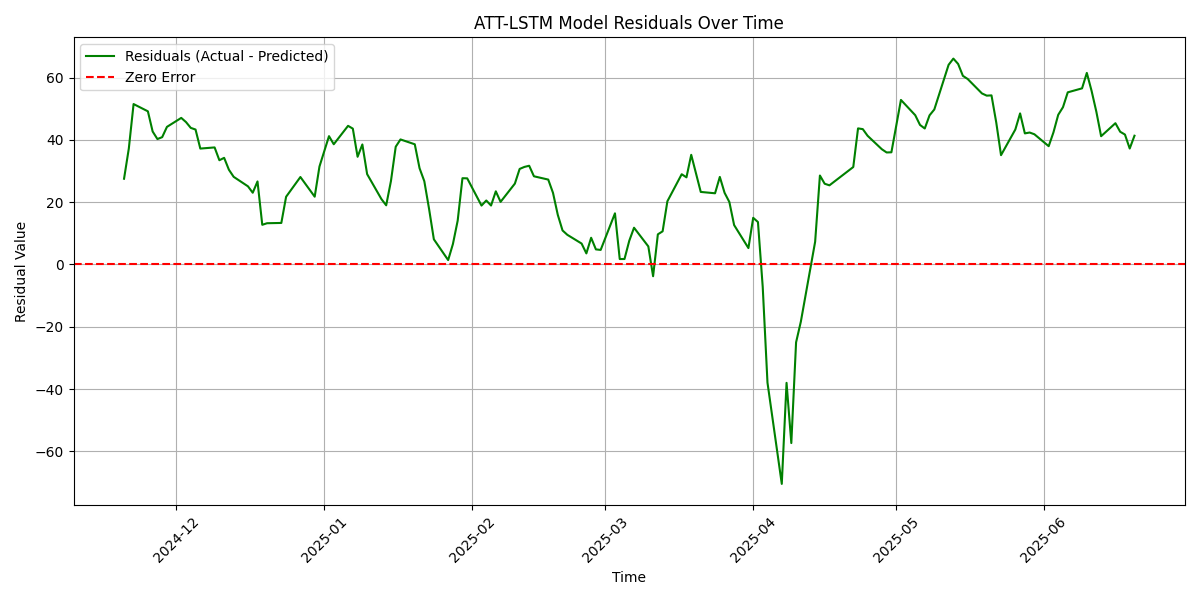 ATT-LSTM Model Residuals Over Time
Residuals (Actual - Predicted)
Zero Error
Residual Value
60
40
20
0
−20
−40
−60
2024-12
2025-01
2025-02
2025-03
2025-04
2025-05
2025-06
Time